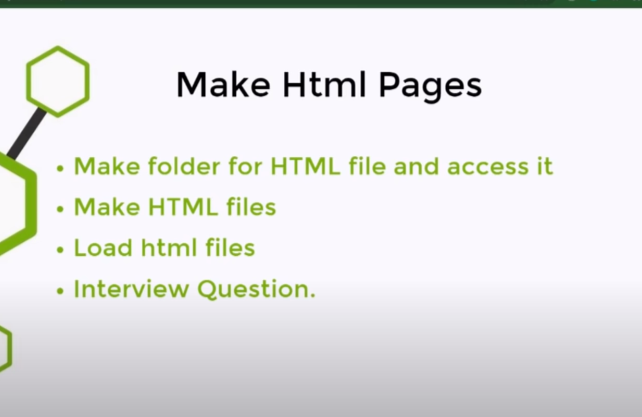 Make Html Pages
• Make folder for HTML file and access it
• Make HTML files
• Load html files
• Interview Question.